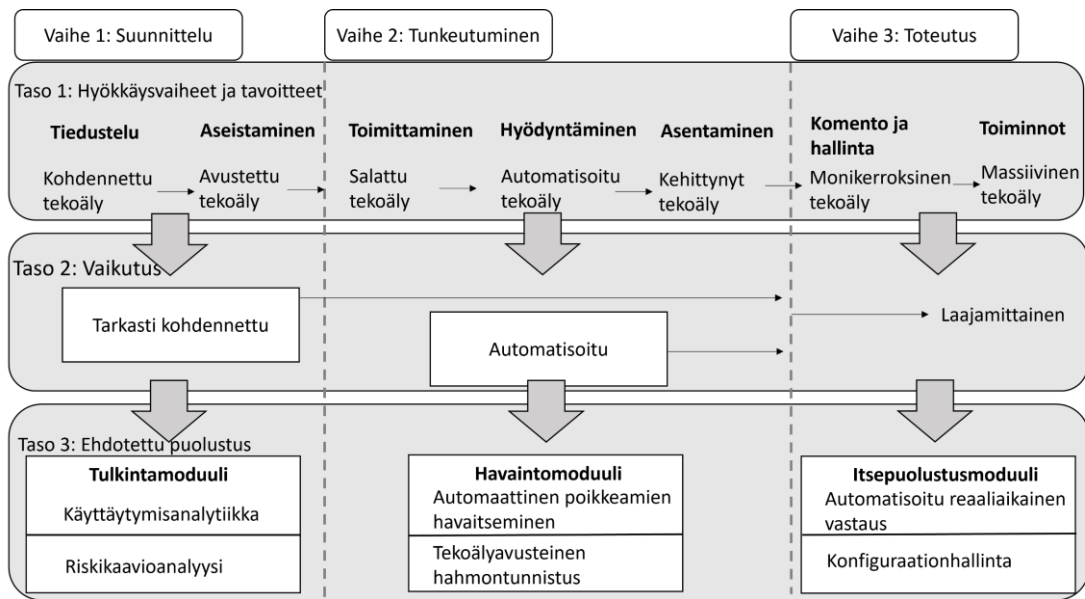 Vaihe 1: Suunnittelu
Vaihe 2: Tunkeutuminen
Vaihe 3: Toteutus
Taso 1: Hyökkäysvaiheet ja tavoitteet
Tiedustelu
Aseistaminen
Toimittaminen
Hyödyntäminen
Asentaminen
Komento ja
hallinta
Toiminnot
Kohdennettu
tekoäly
Avustettu
tekoäly
Salattu
tekoäly
Automatisoitu
tekoäly
Kehittynyt
tekoäly
Monikerroksinen
tekoäly
Massiivinen
tekoäly
Taso 2: Vaikutus
Tarkasti kohdennettu
Automatisoitu
Laajamittainen
Taso 3: Ehdotettu puolustus
Tulkintamoduuli
Käyttäytymisanalytiikka
Riskikaavioanalyysi
Havaintomoduuli
Automaattinen poikkeamien
havaitseminen
Tekoälyavusteinen
hahmontunnistus
Itsepuolustusmoduuli
Automatisoitu reaaliaikainen
vastaus
Konfiguraationhallinta